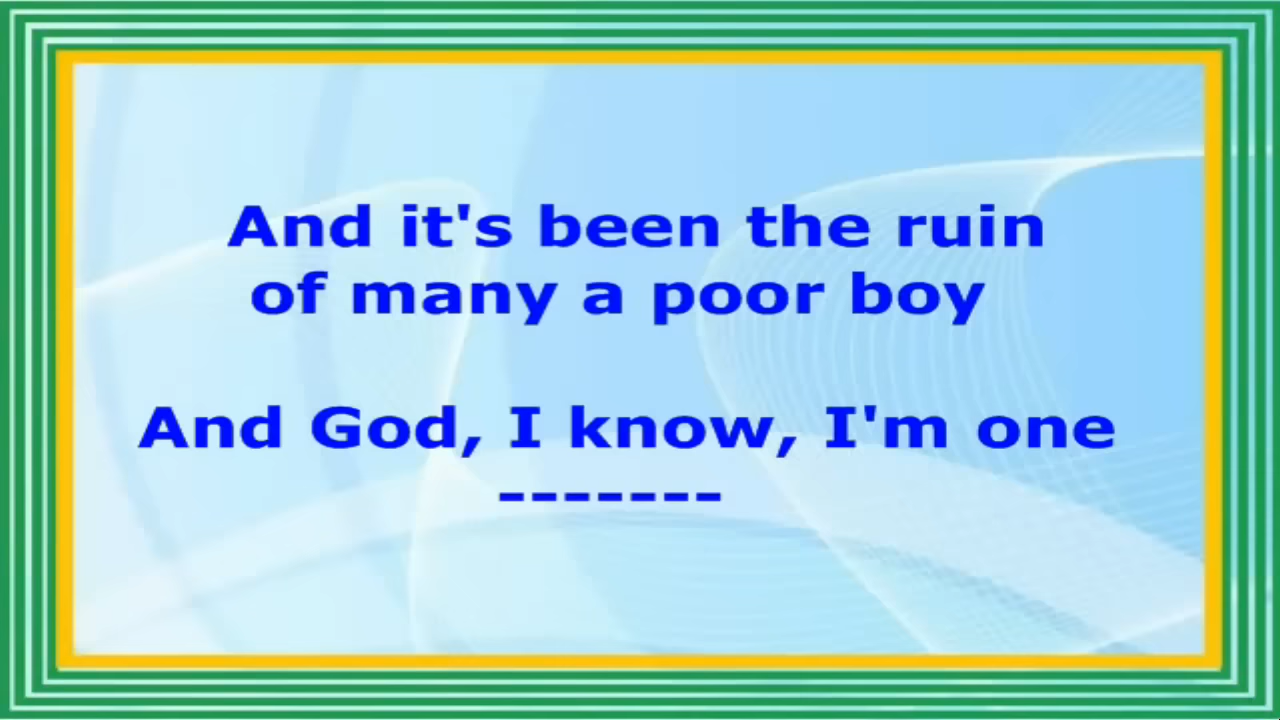 And it's been the ruin
of many a poor boy
And God, I know, I'm one
-------